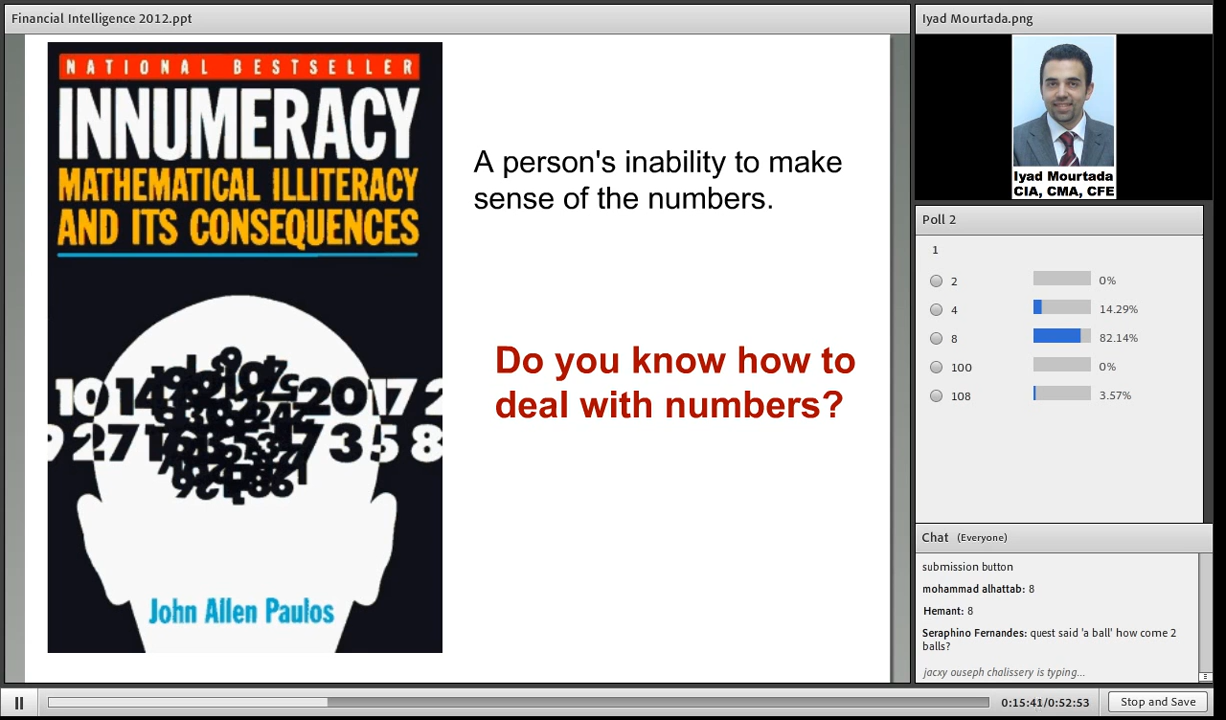 Financial Intelligence 2012.ppt
NATIONAL BESTSELLER
INNUMERACY
MATHEMATICAL ILLITERACY
AND ITS CONSEQUENCES
John Allen Paulos
A person's inability to make
sense of the numbers.
Do you know how to
deal with numbers?
Iyad Mourtada.png
Iyad Mourtada
CIA, CMA, CFE
Poll 2
1
2 0%
4 14.29%
8 82.14%
100 0%
108 3.57%
Chat (Everyone)
submission button
mohammad alhattab: 8
Hemant: 8
Seraphino Fernandes: quest said 'a ball' how come 2
balls?
jacxy ouseph chalissery is typing...
0:15:41/0:52:53
Stop and Save